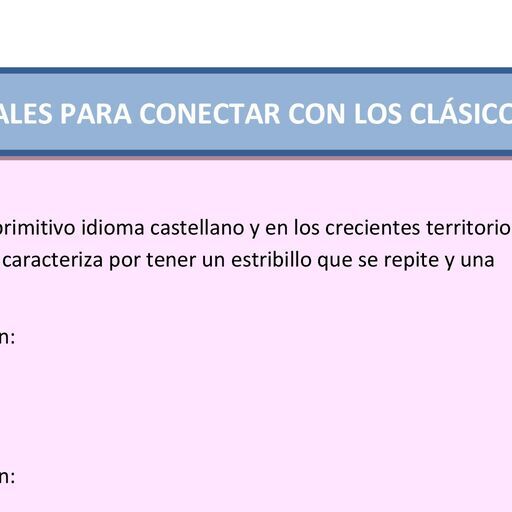 ALES PARA CONECTAR CON LOS CLÁSICO
primitivo idioma castellano y en los crecientes territorio
caracteriza por tener un estribillo que se repite y una
n:
n: